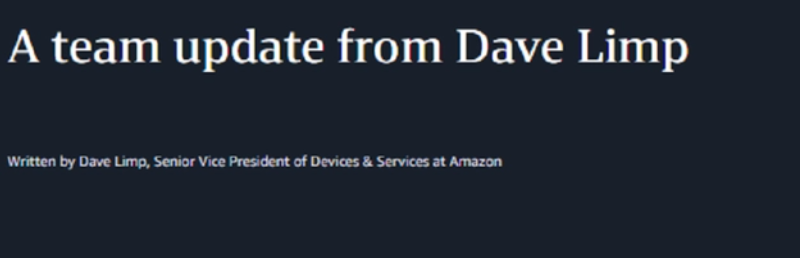 A team update from Dave Limp
Written by Dave Limp, Senior Vice President of Devices & Services at Amazon